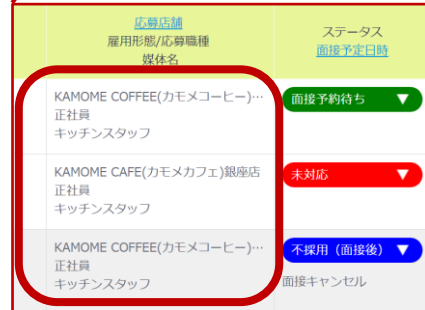 応募店舗
雇用形態/応募職種
媒体名
ステータス
面接予定日時
KAMOME COFFEE(カモメコーヒー)…
正社員
キッチンスタッフ
面接予約待ち ▼
KAMOME CAFE(カモメカフェ)銀座店
正社員
キッチンスタッフ
未対応 ▼
KAMOME COFFEE(カモメコーヒー)…
正社員
キッチンスタッフ
不採用（面接後） ▼
面接キャンセル